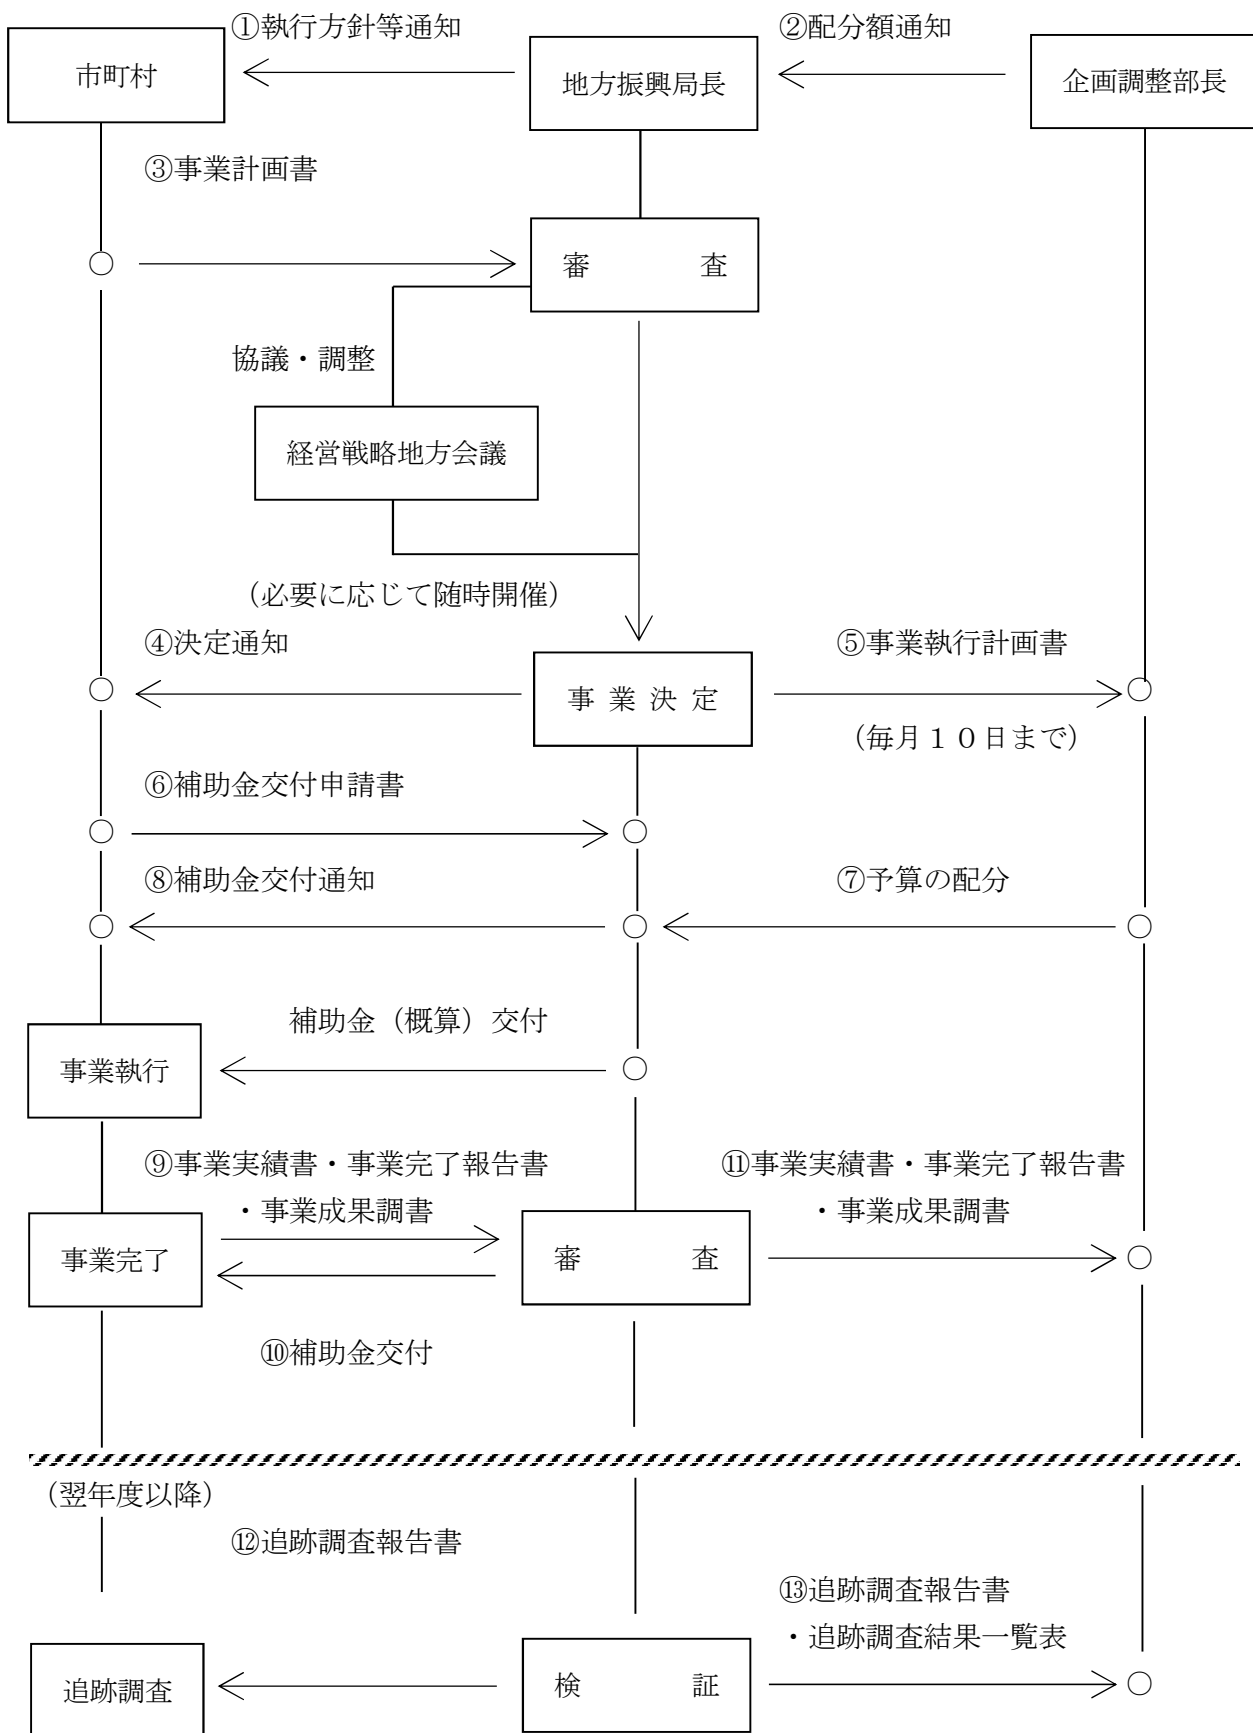 ①執行方針等通知
②配分額通知
市町村
地方振興局長
企画調整部長
③事業計画書
審　　査
協議・調整
経営戦略地方会議
（必要に応じて随時開催）
④決定通知
⑤事業執行計画書
事業決定
（毎月１０日まで）
⑥補助金交付申請書
⑧補助金交付通知
⑦予算の配分
補助金（概算）交付
事業執行
⑨事業実績書・事業完了報告書
・事業成果調書
⑪事業実績書・事業完了報告書
・事業成果調書
事業完了
審　　査
⑩補助金交付
（翌年度以降）
⑫追跡調査報告書
⑬追跡調査報告書
・追跡調査結果一覧表
追跡調査
検　　証